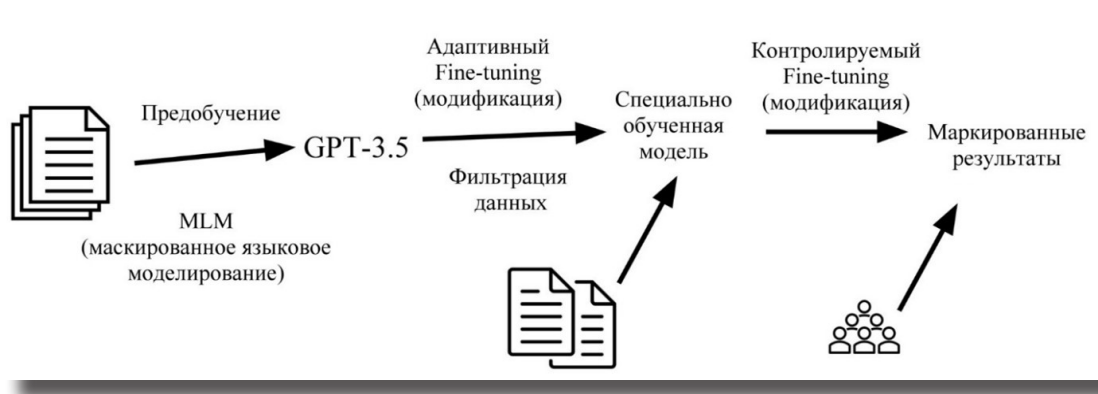 Предобучение
MLM
(маскированное языковое
моделирование)
GPT-3.5
Адаптивный
Fine-tuning
(модификация)
Фильтрация
данных
Специально
обученная
модель
Контролируемый
Fine-tuning
(модификация)
Маркированные
результаты